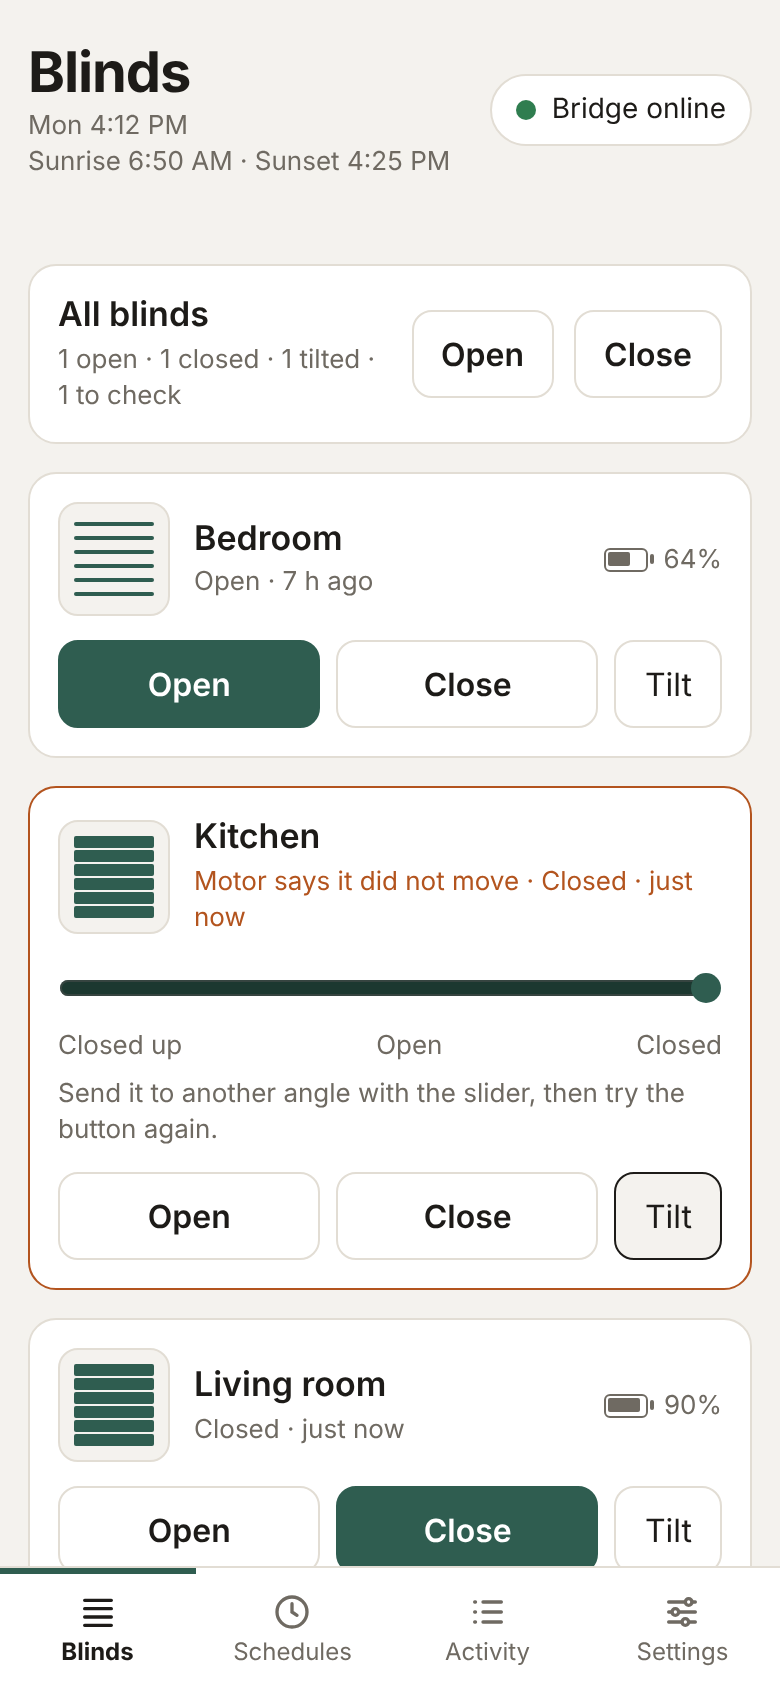 Blinds
Mon 4:12 PM
Sunrise 6:50 AM · Sunset 4:25 PM
Bridge online
All blinds
1 open · 1 closed · 1 tilted ·
1 to check
Open
Close
Bedroom
Open · 7 h ago
64%
Open
Close
Tilt
Kitchen
Motor says it did not move · Closed · just
now
Closed up
Open
Closed
Send it to another angle with the slider, then try the
button again.
Open
Close
Tilt
Living room
Closed · just now
90%
Open
Close
Tilt
Blinds
Schedules
Activity
Settings